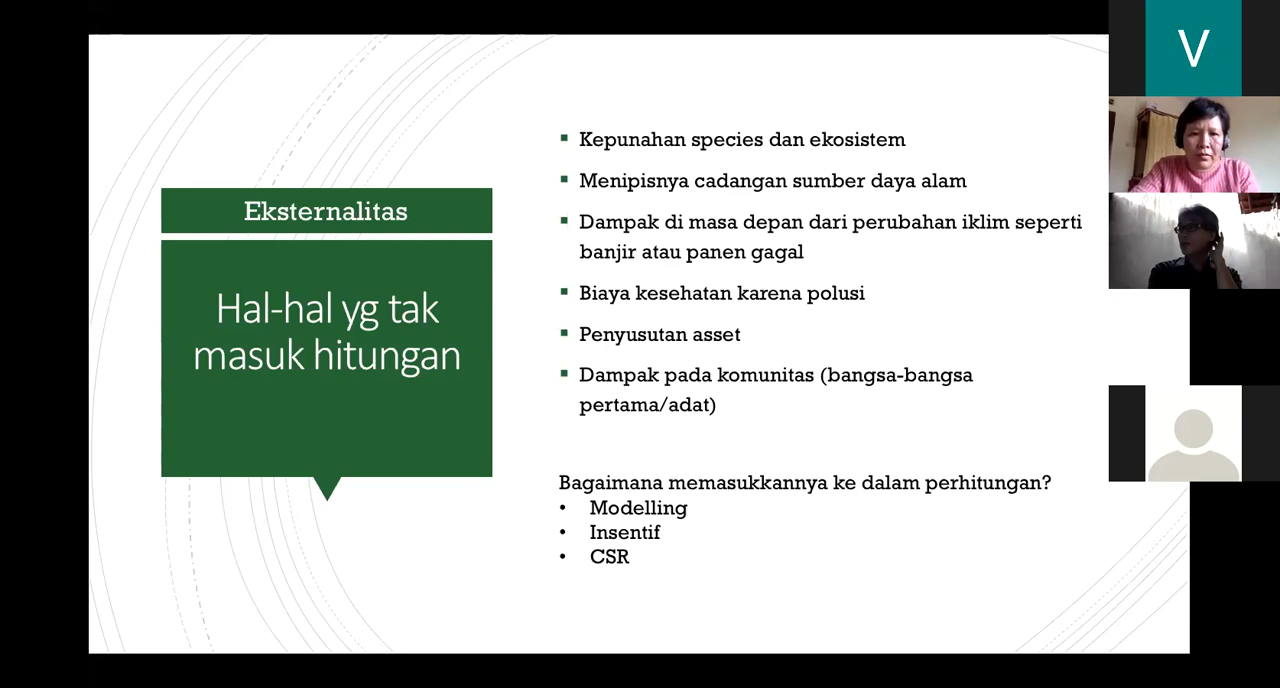 Eksternalitas
Hal-hal yg tak
masuk hitungan
Kepunahan species dan ekosistem
Menipisnya cadangan sumber daya alam
Dampak di masa depan dari perubahan iklim seperti
banjir atau panen gagal
Biaya kesehatan karena polusi
Penyusutan asset
Dampak pada komunitas (bangsa-bangsa
pertama/adat)
Bagaimana memasukkannya ke dalam perhitungan?
• Modelling
• Insentif
• CSR
V